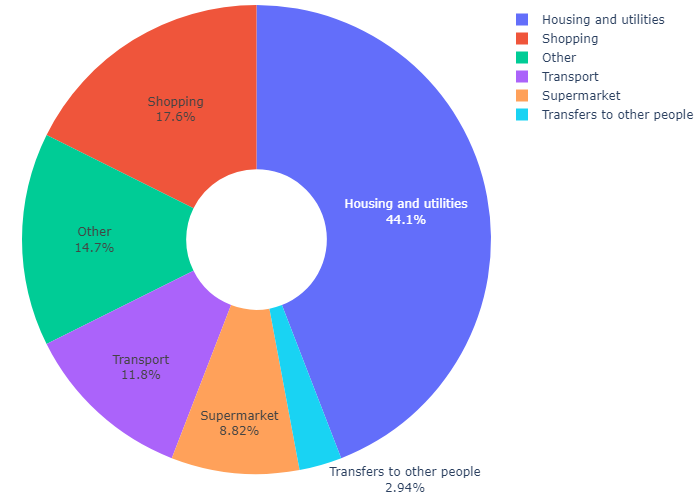 Housing and utilities
Shopping
Other
Transport
Supermarket
Transfers to other people
Shopping
17.6%
Housing and utilities
44.1%
Other
14.7%
Transport
11.8%
Supermarket
8.82%
Transfers to other people
2.94%